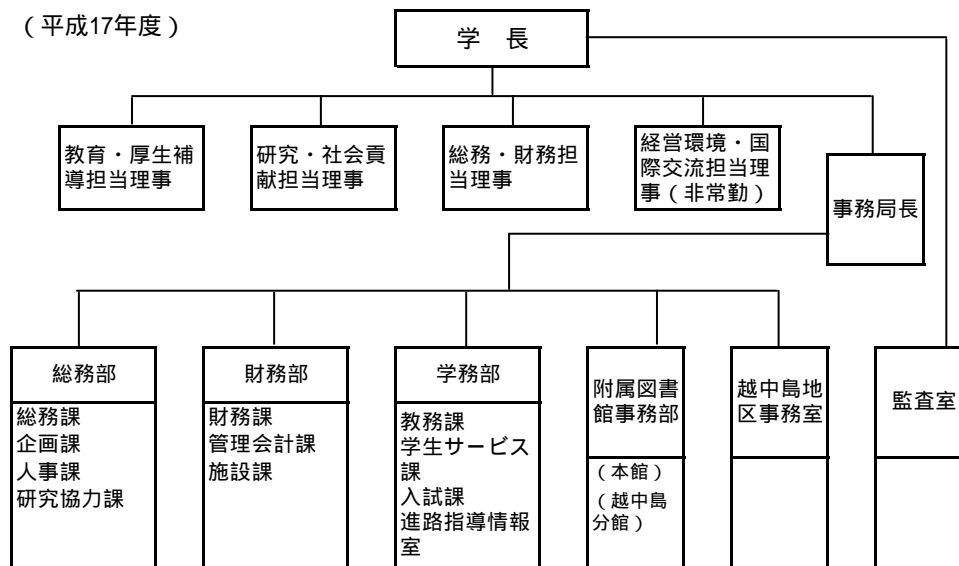 （平成17年度）
学　長
教育・厚生補
導担当理事
研究・社会貢
献担当理事
総務・財務担
当理事
経営環境・国
際交流担当理
事（非常勤）
事務局長
総務部
総務課
企画課
人事課
研究協力課
財務部
財務課
管理会計課
施設課
学務部
教務課
学生サービス
課
入試課
進路指導情報
室
附属図書
館事務部
（本館）
（越中島
分館）
越中島地
区事務室
監査室